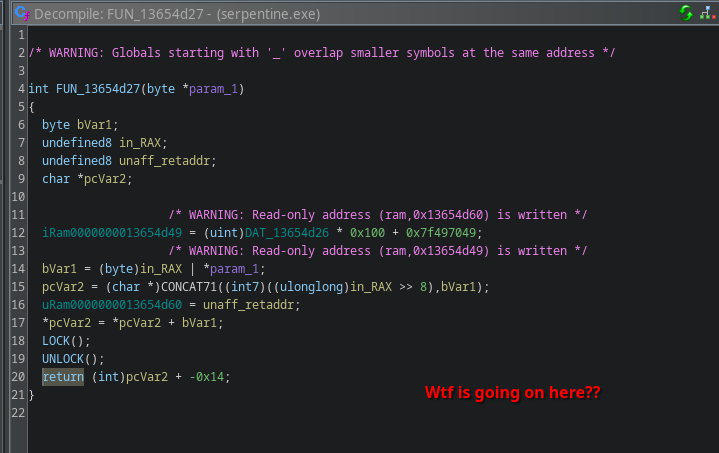 Decompile: FUN_13654d27 - (serpentine.exe)
1
2 /* WARNING: Globals starting with '_' overlap smaller symbols at the same address */
3
4 int FUN_13654d27(byte *param_1)
5 {
6 byte bVar1;
7 undefined8 in_RAX;
8 undefined8 unaff_retaddr;
9 char *pcVar2;
10
11 /* WARNING: Read-only address (ram,0x13654d60) is written */
12 iRam0000000013654d49 = (uint)DAT_13654d26 * 0x100 + 0x7f497049;
13 /* WARNING: Read-only address (ram,0x13654d49) is written */
14 bVar1 = (byte)in_RAX | *param_1;
15 pcVar2 = (char *)CONCAT71((int7)((ulonglong)in_RAX >> 8),bVar1);
16 uRam0000000013654d60 = unaff_retaddr;
17 *pcVar2 = *pcVar2 + bVar1;
18 LOCK();
19 UNLOCK();
20 return (int)pcVar2 + -0x14;
21 }
Wtf is going on here??
22